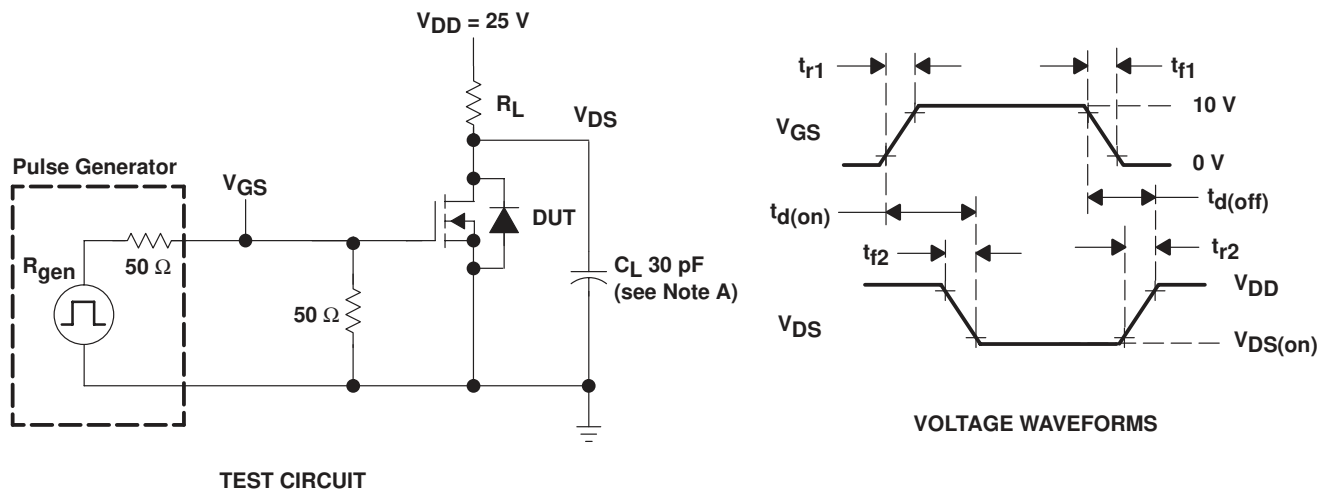 VDD = 25 V
RL
VDS
Pulse Generator
VGS
Rgen
50 Ω
50 Ω
DUT
CL 30 pF
(see Note A)
TEST CIRCUIT
tr1
tf1
VGS
10 V
0 V
td(on)
td(off)
tf2
tr2
VDS
VDD
VDS(on)
VOLTAGE WAVEFORMS